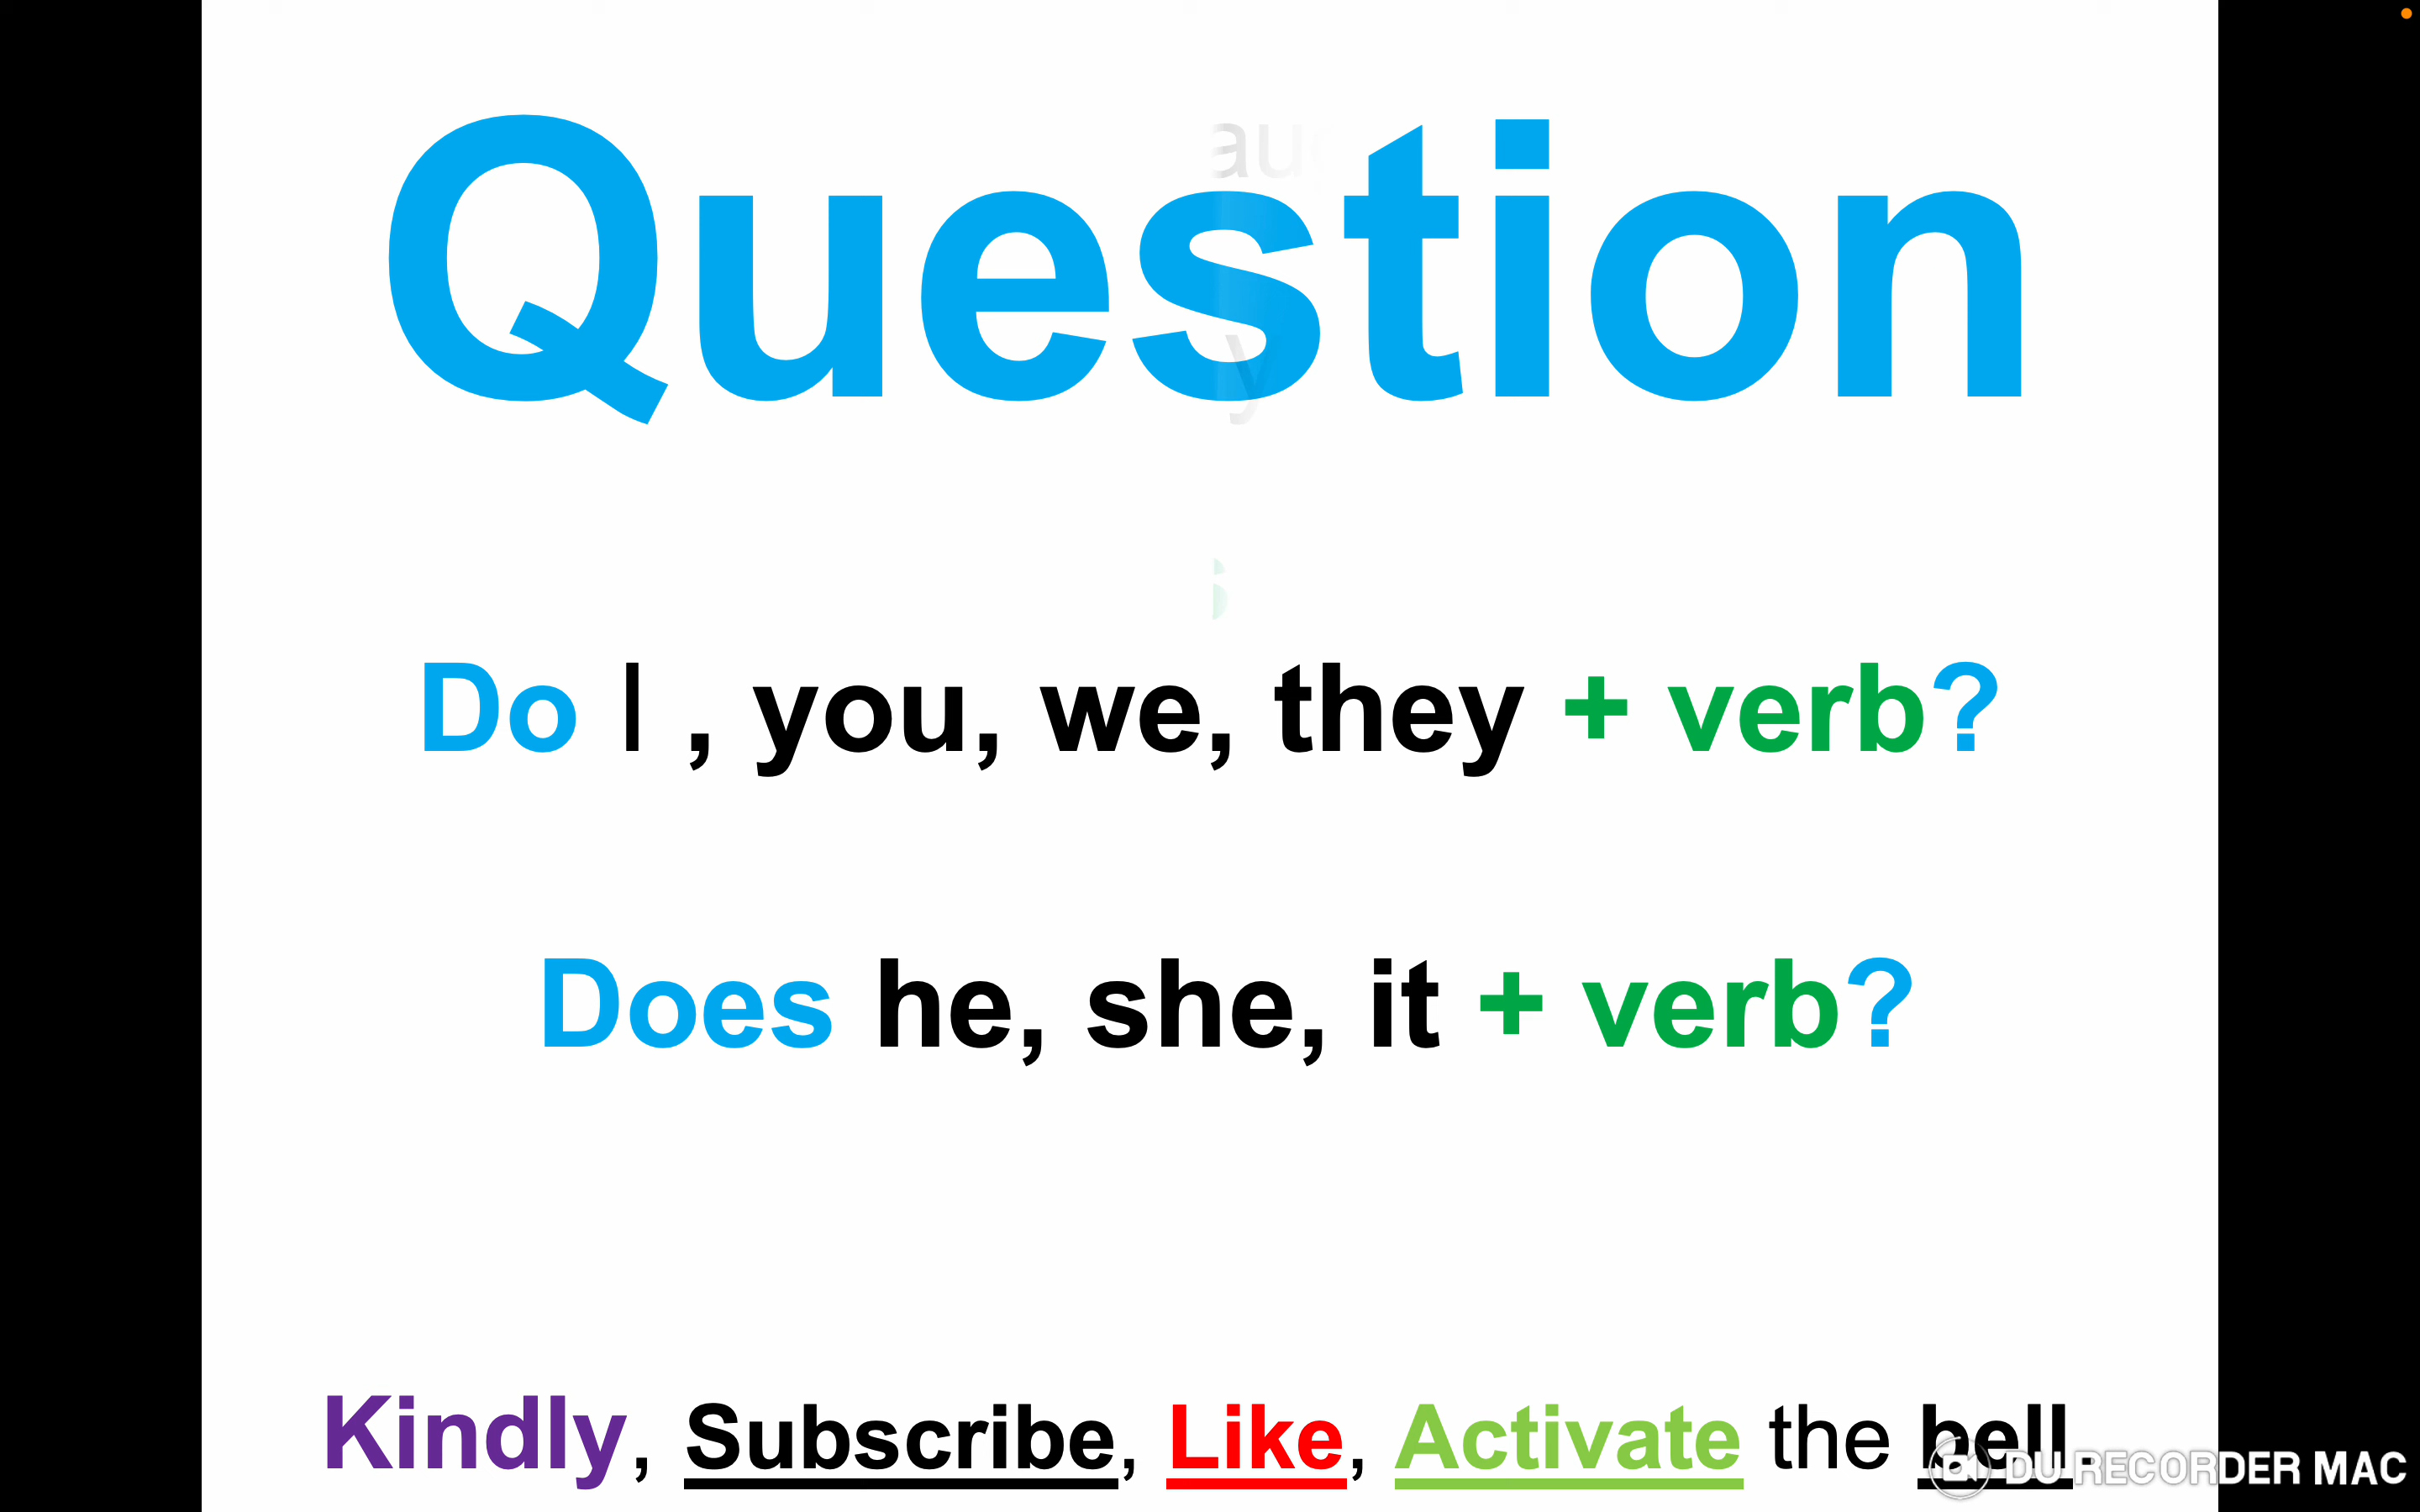 Question
Do I , you, we, they + verb?
Does he, she, it + verb?
Kindly, Subscribe, Like, Activate the bell.
DU RECORDER MAC